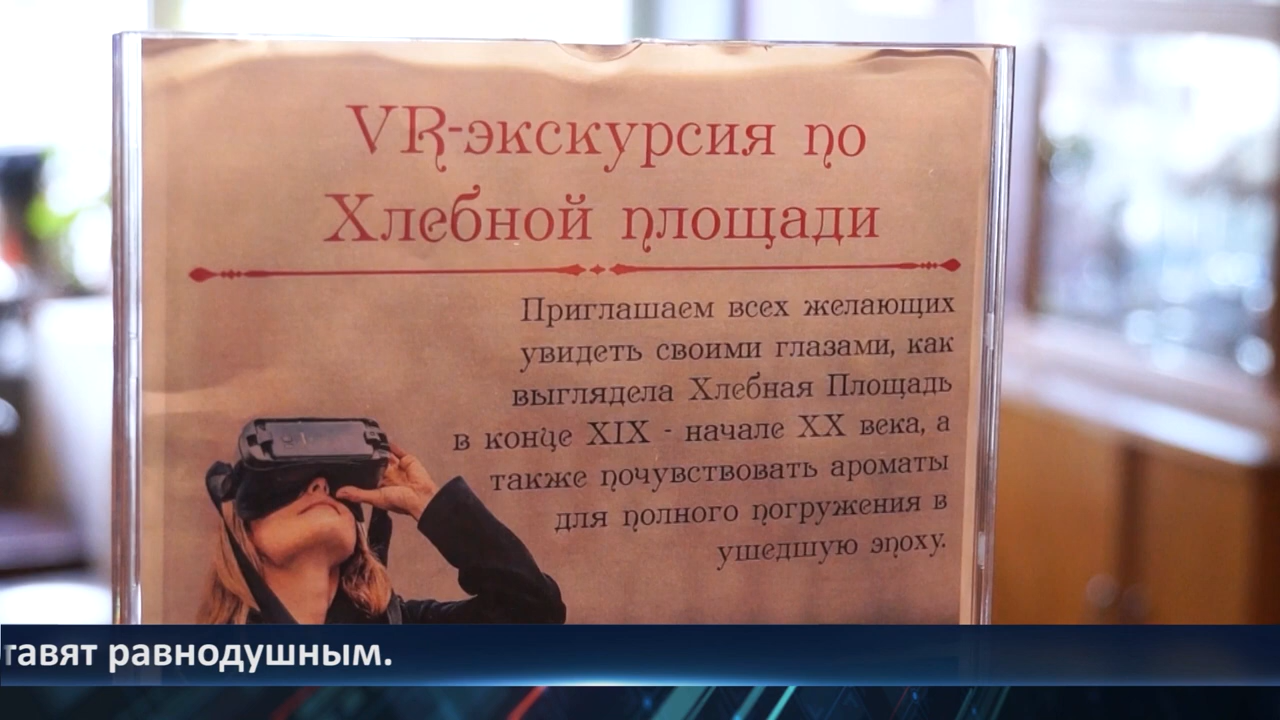 VR-экскурсия по
Хлебной площади
Приглашаем всех желающих
увидеть своими глазами, как
выглядела Хлебная Площадь
в конце XIX - начале XX века, а
также почувствовать ароматы
для полного погружения в
ушедшую эпоху.
равнодушным.